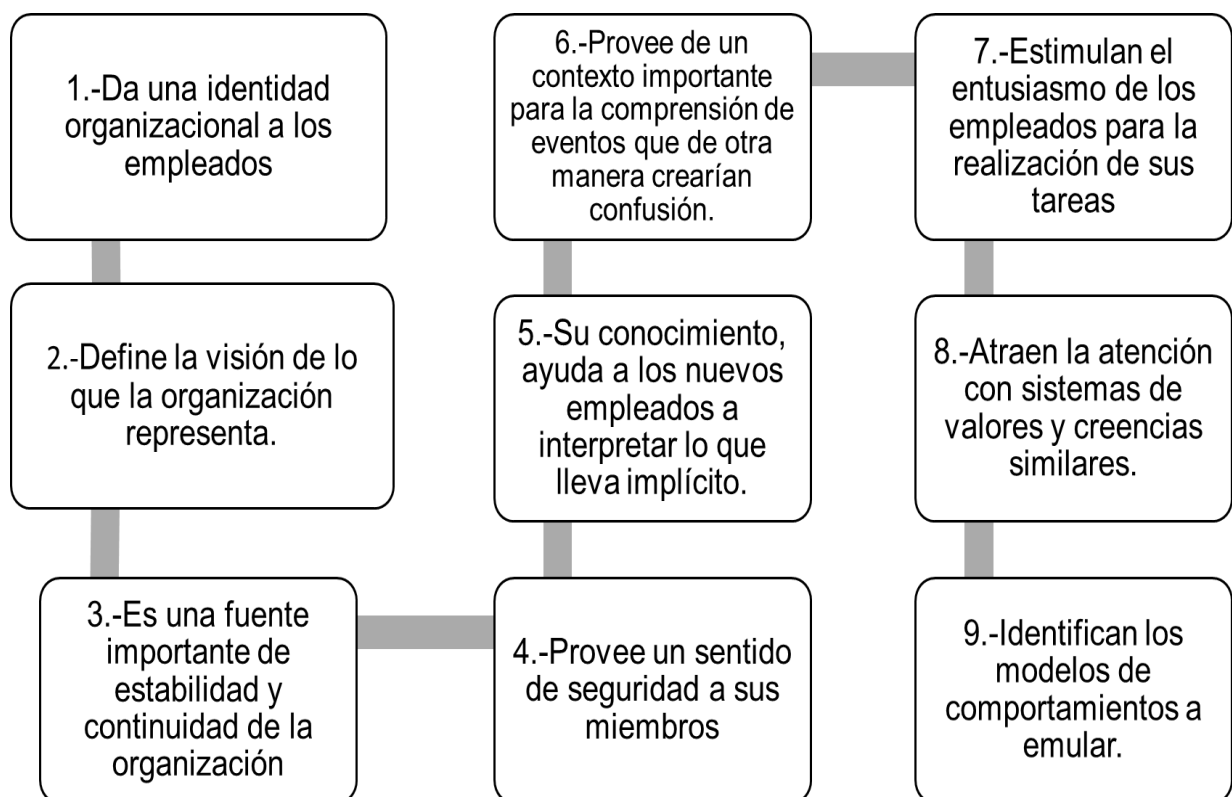 1.-Da una identidad
organizacional a los
empleados
2.-Define la visión de lo
que la organización
representa.
3.-Es una fuente
importante de
estabilidad y
continuidad de la
organización
4.-Provee un sentido
de seguridad a sus
miembros
5.-Su conocimiento,
ayuda a los nuevos
empleados a
interpretar lo que
lleva implícito.
6.-Provee de un
contexto importante
para la comprensión de
eventos que de otra
manera crearían
confusión.
7.-Estimulan el
entusiasmo de los
empleados para la
realización de sus
tareas
8.-Atraen la atención
con sistemas de
valores y creencias
similares.
9.-Identifican los
modelos de
comportamientos a
emular.